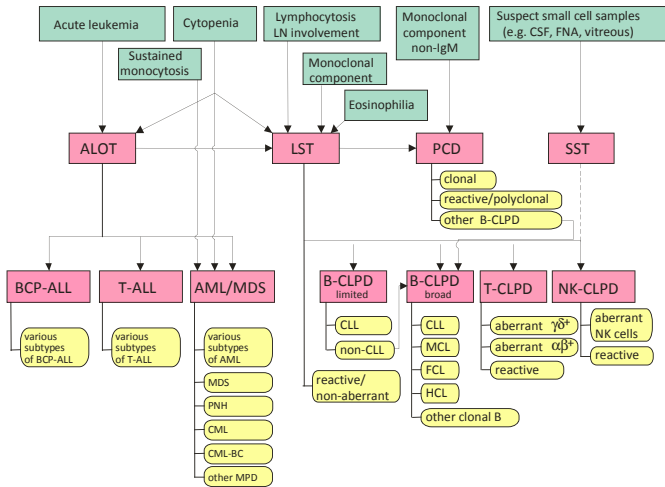 Acute leukemia
Cytopenia
Lymphocytosis
LN involvement
Monoclonal
component
non-IgM
Suspect small cell samples
(e.g. CSF, FNA, vitreous)
Sustained
monocytosis
Monoclonal
component
Eosinophilia
ALOT
LST
PCD
SST
clonal
reactive/polyclonal
other B-CLPD
BCP-ALL
T-ALL
AML/MDS
B-CLPD
limited
B-CLPD
broad
T-CLPD
NK-CLPD
various
subtypes
of BCP-ALL
various
subtypes
of T-ALL
various
subtypes
of AML
MDS
PNH
CML
CML-BC
other MPD
reactive/
non-aberrant
CLL
non-CLL
CLL
MCL
FCL
HCL
other clonal B
aberrant γδ+
aberrant αβ+
reactive
aberrant
NK cells
reactive